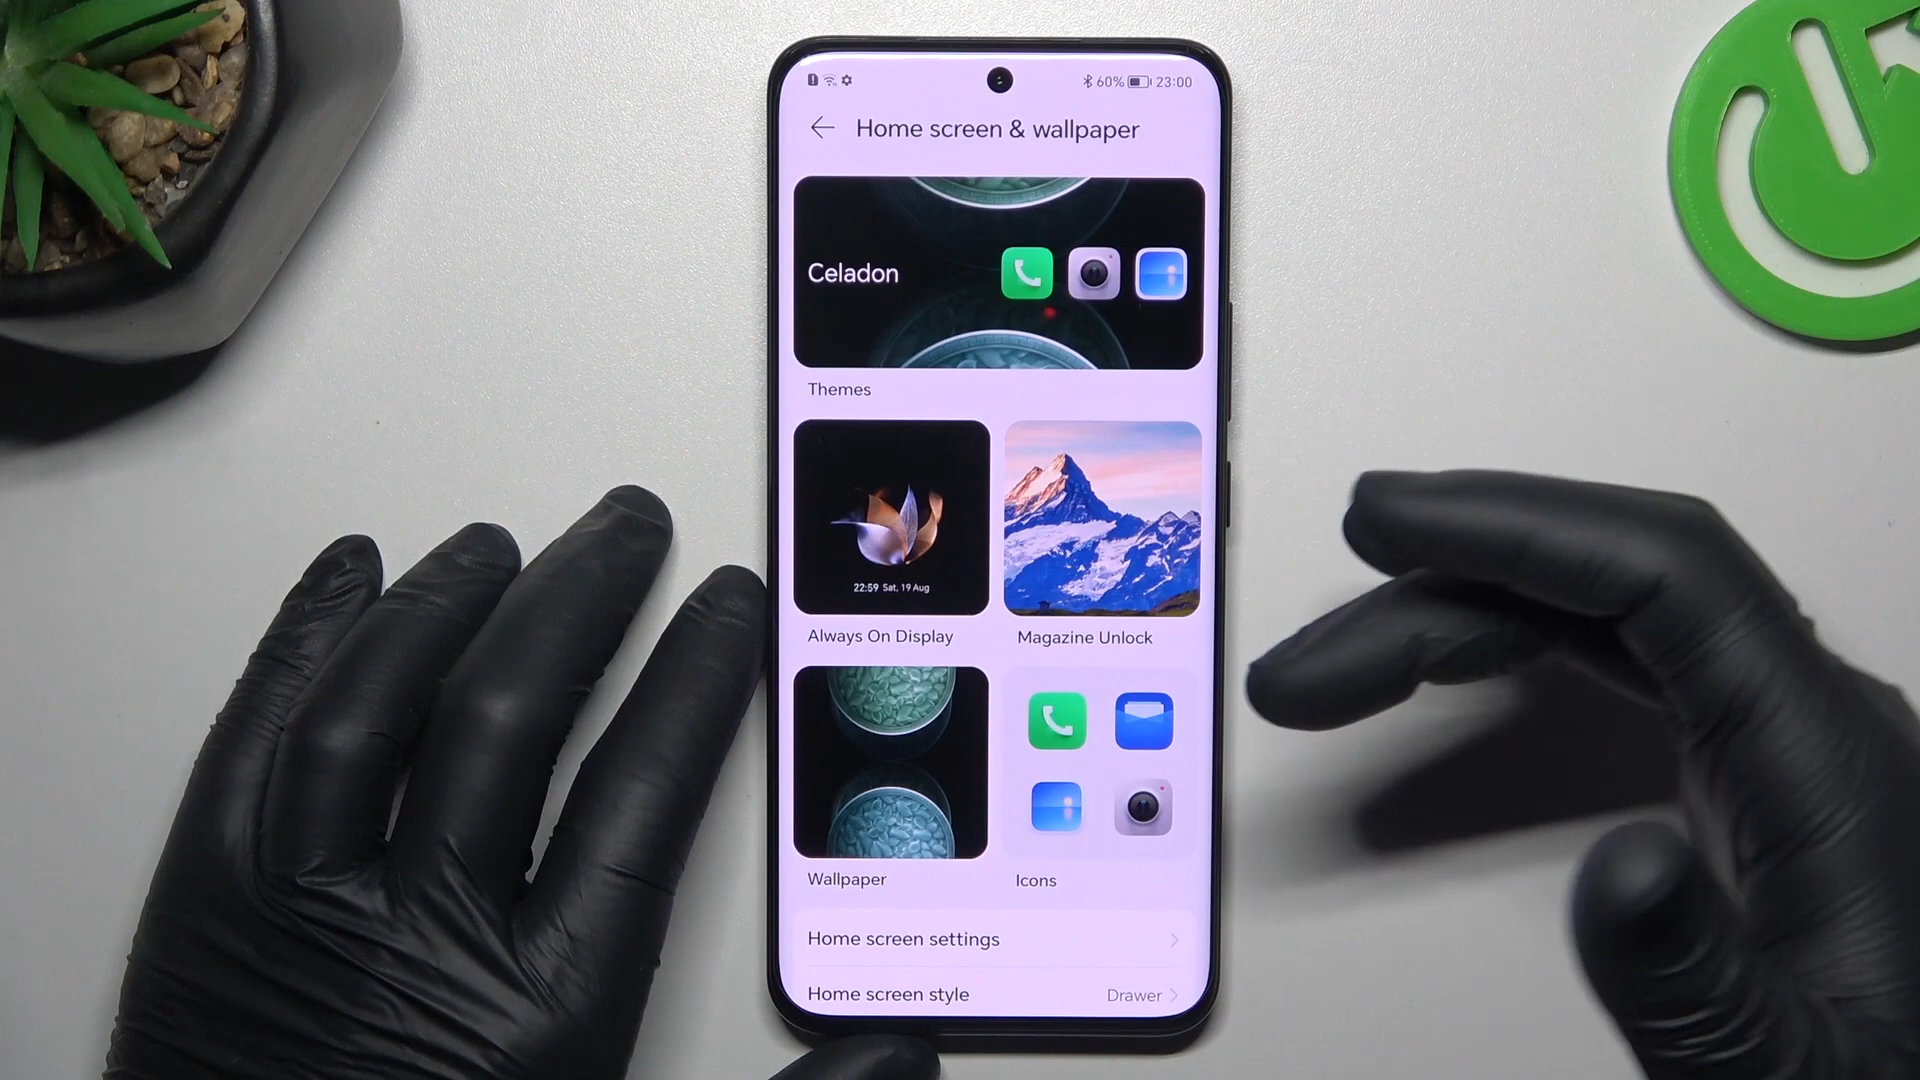 60% 23:00
Home screen & wallpaper
Celadon
Themes
22:59 Sat, 19 Aug
Always On Display
Magazine Unlock
Wallpaper
Icons
Home screen settings
Home screen style Drawer